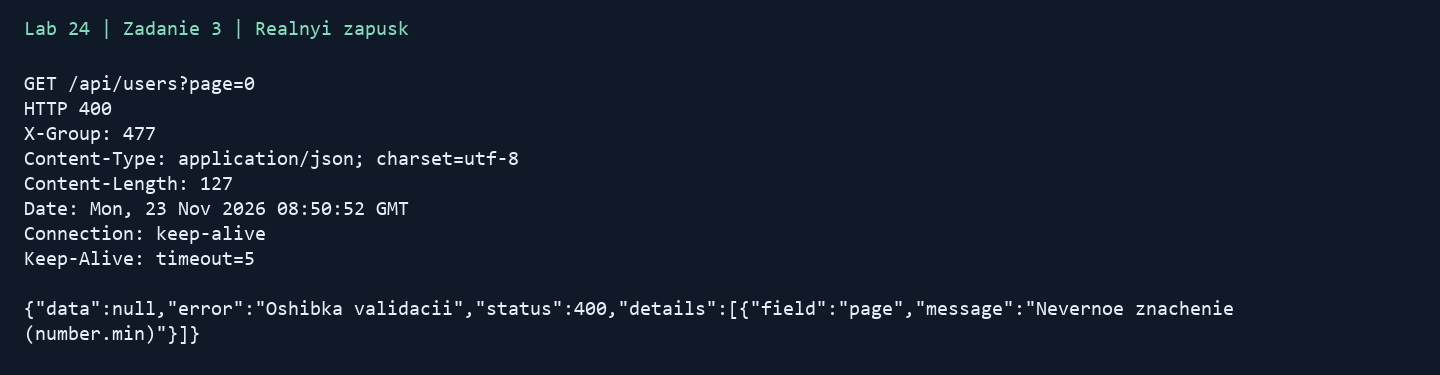 Lab 24 | Zadanie 3 | Realnyi zapusk
GET /api/users?page=0
HTTP 400
X-Group: 477
Content-Type: application/json; charset=utf-8
Content-Length: 127
Date: Mon, 23 Nov 2026 08:50:52 GMT
Connection: keep-alive
Keep-Alive: timeout=5
{"data":null,"error":"Oshibka validacii","status":400,"details":[{"field":"page","message":"Nevernoe znachenie
(number.min)"}]}